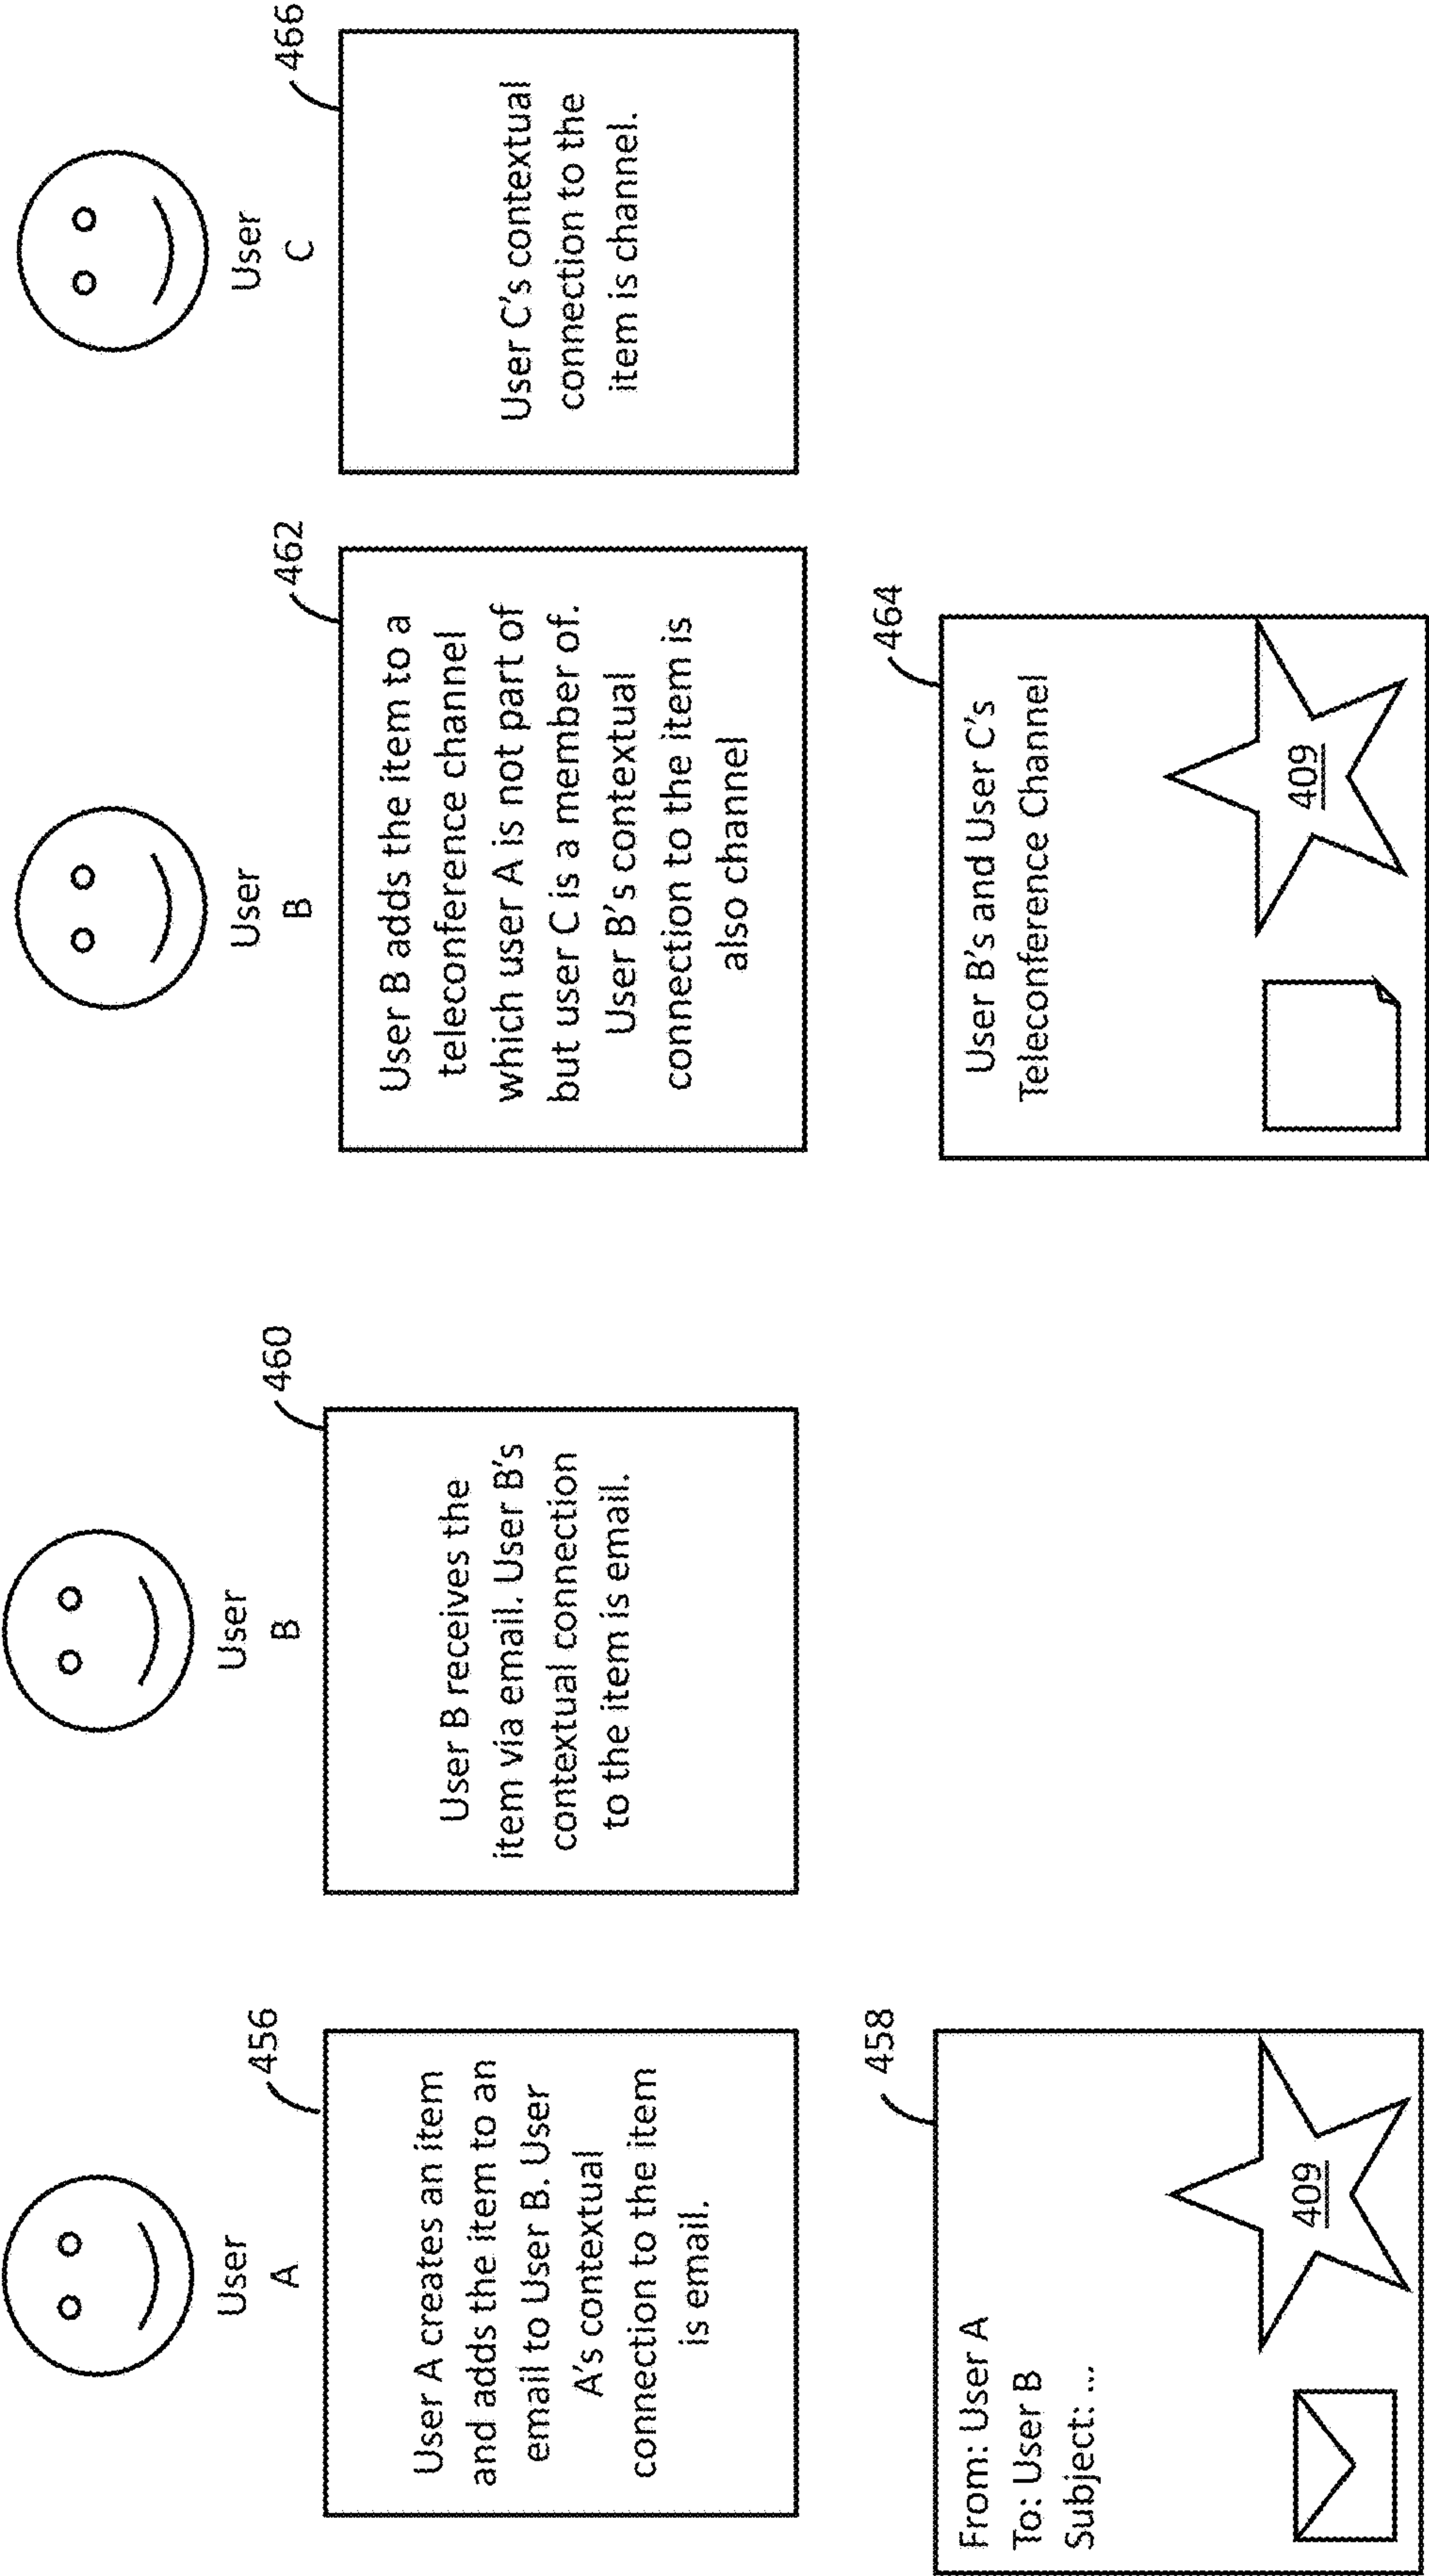 User
A
456
User A creates an item
and adds the item to an
email to User B. User
A's contextual
connection to the item
is email.
458
From: User A
To: User B
Subject: ...
409
User
B
460
User B receives the
item via email. User B's
contextual connection
to the item is email.
User
B
462
User B adds the item to a
teleconference channel
which user A is not part of
but user C is a member of.
User B's contextual
connection to the item is
also channel
464
User B's and User C's
Teleconference Channel
409
User
C
466
User C's contextual
connection to the
item is channel.